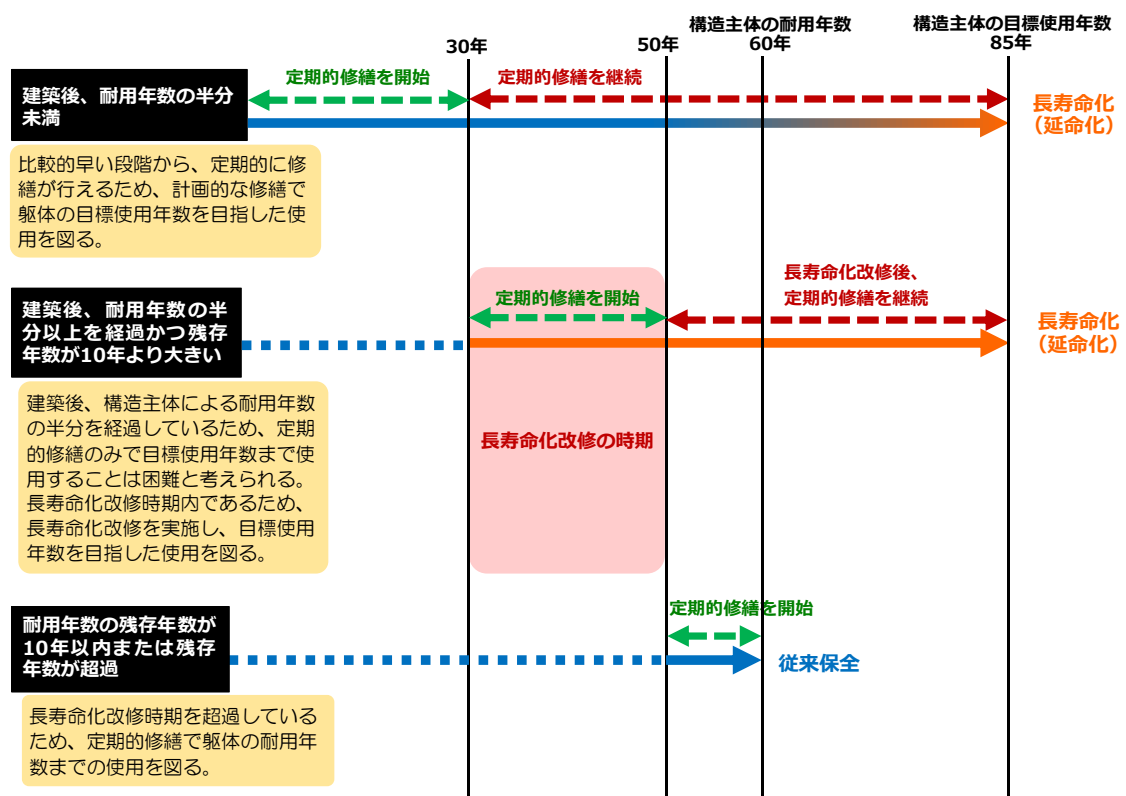 構造主体の耐用年数
構造主体の目標使用年数
30年
50年
60年
85年
建築後、耐用年数の半分
未満
定期的修繕を開始
定期的修繕を継続
長寿命化
（延命化）
比較的早い段階から、定期的に修
繕が行えるため、計画的な修繕で
躯体の目標使用年数を目指した使
用を図る。
建築後、耐用年数の半
分以上を経過かつ残存
年数が10年より大きい
定期的修繕を開始
長寿命化改修後、
定期的修繕を継続
長寿命化
（延命化）
長寿命化改修の時期
建築後、構造主体による耐用年数
の半分を経過しているため、定期
的修繕のみで目標使用年数まで使
用することは困難と考えられる。
長寿命化改修時期内であるため、
長寿命化改修を実施し、目標使用
年数を目指した使用を図る。
耐用年数の残存年数が
10年以内または残存
年数が超過
定期的修繕を開始
従来保全
長寿命化改修時期を超過している
ため、定期的修繕で躯体の耐用年
数までの使用を図る。